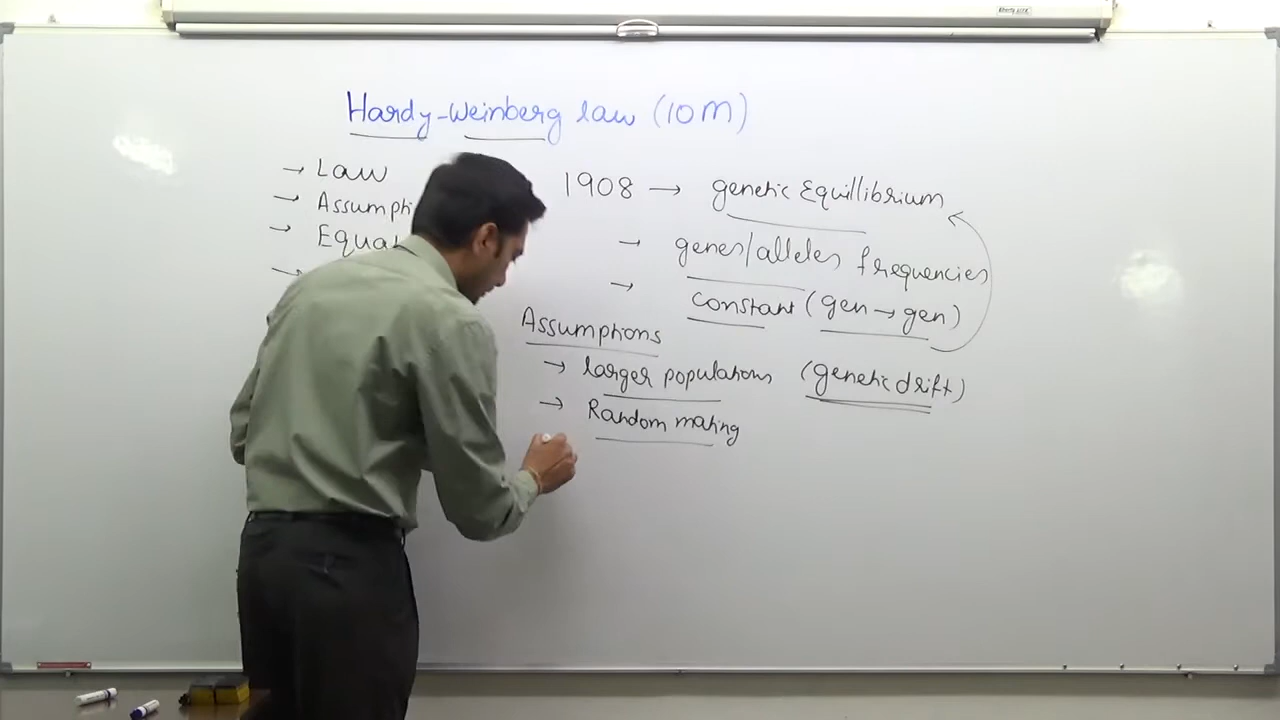 Hardy-Weinberg law (10M)
→ Law
→ Assumpti
→ Equat
→
1908 → genetic Equillibrium
→ genes/alleles frequencies
→ constant (gen → gen)
Assumptions
→ larger populations (genetic drift)
→ Random mating